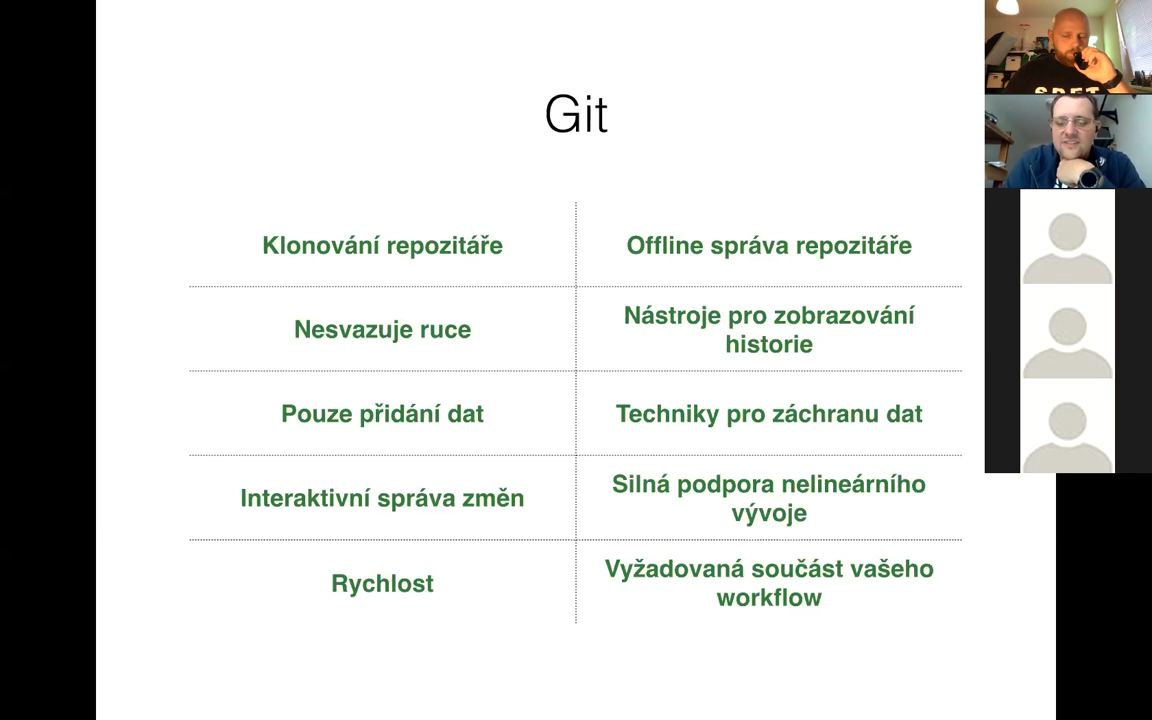 Git
Klonování repozitáře
Offline správa repozitáře
Nesvazuje ruce
Nástroje pro zobrazování
historie
Pouze přidání dat
Techniky pro záchranu dat
Interaktivní správa změn
Silná podpora nelineárního
vývoje
Rychlost
Vyžadovaná součást vašeho
workflow